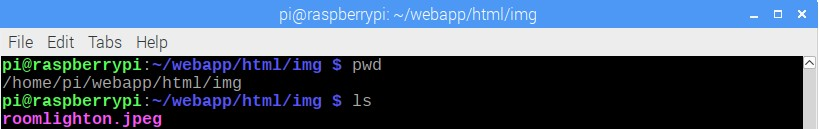 pi@raspberrypi: ~/webapp/html/img
File Edit Tabs Help
pi@raspberrypi:~/webapp/html/img $ pwd
/home/pi/webapp/html/img
pi@raspberrypi:~/webapp/html/img $ ls
roomlighton.jpeg